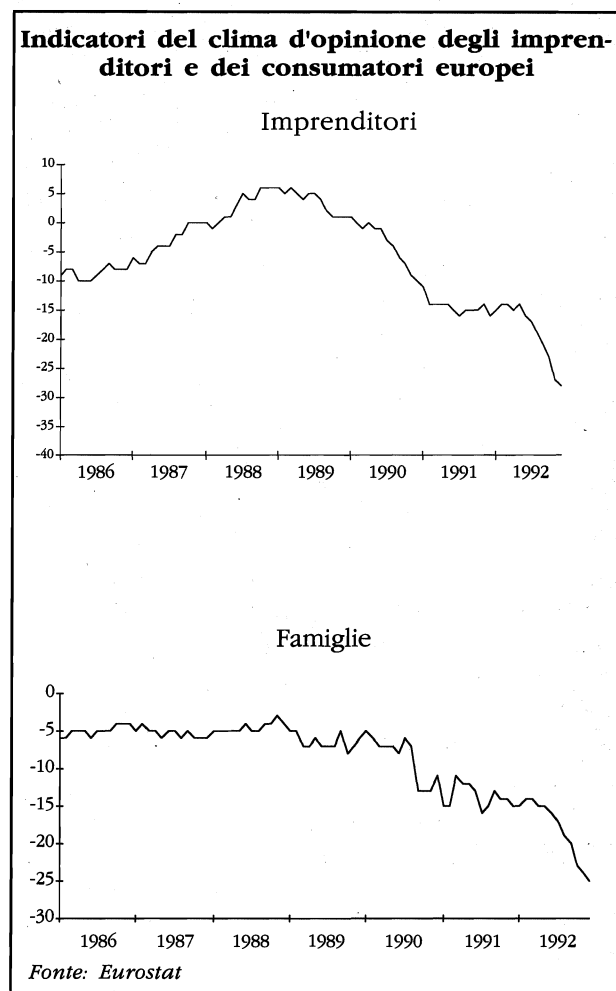 Indicatori del clima d'opinione degli impren-
ditori e dei consumatori europei
Imprenditori
10
5
0
-5
-10
-15
-20
-25
-30
-35
-40
1986 1987 1988 1989 1990 1991 1992
Famiglie
0
-5
-10
-15
-20
-25
-30
1986 1987 1988 1989 1990 1991 1992
Fonte: Eurostat